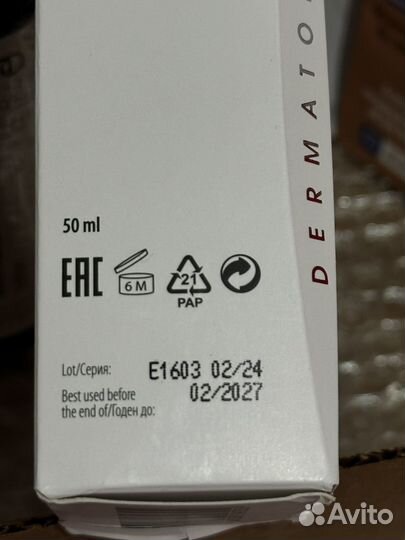 DERMATO
50 ml
EAC
6 M
21
PAP
Lot/Серия: E1603 02/24
Best used before 02/2027
the end of/Годен до:
Avito